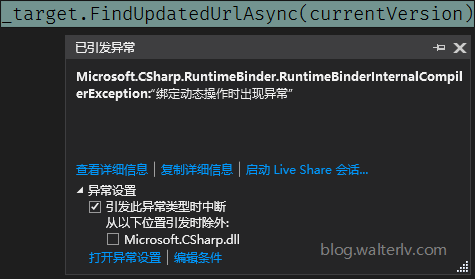 _target.FindUpdatedUrlAsync(currentVersion)
已引发异常
Microsoft.CSharp.RuntimeBinder.RuntimeBinderInternalCompil
erException:“绑定动态操作时出现异常”
查看详细信息 | 复制详细信息 | 启动 Live Share 会话...
异常设置
引发此异常类型时中断
从以下位置引发时除外:
Microsoft.CSharp.dll
打开异常设置 | 编辑条件
blog.walterlv.com